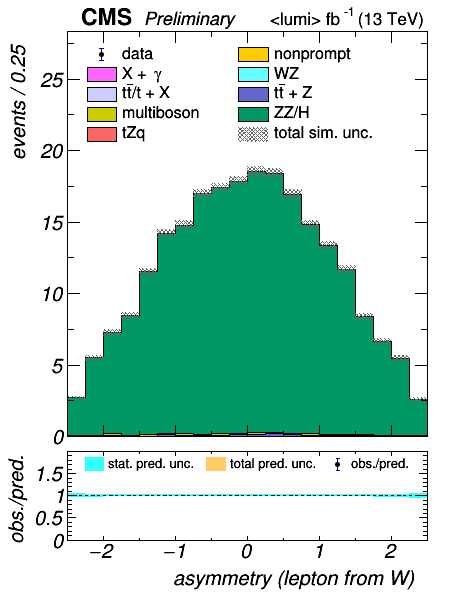 CMS Preliminary <lumi> fb⁻¹ (13 TeV)
events / 0.25
25
20
15
10
5
0
data
X + γ
tt̄/t + X
multiboson
tZq
nonprompt
WZ
tt̄ + Z
ZZ/H
total sim. unc.
obs./pred.
1.5
1
0.5
0
stat. pred. unc. total pred. unc. obs./pred.
−2 −1 0 1 2
asymmetry (lepton from W)